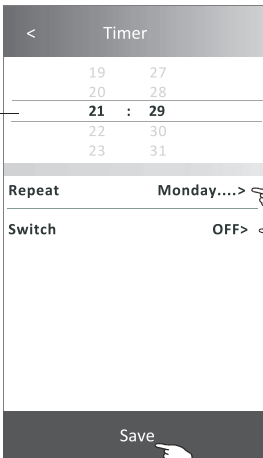 < Timer
19 27
20 28
21 : 29
22 30
23 31
Repeat Monday....>
Switch OFF>
Save